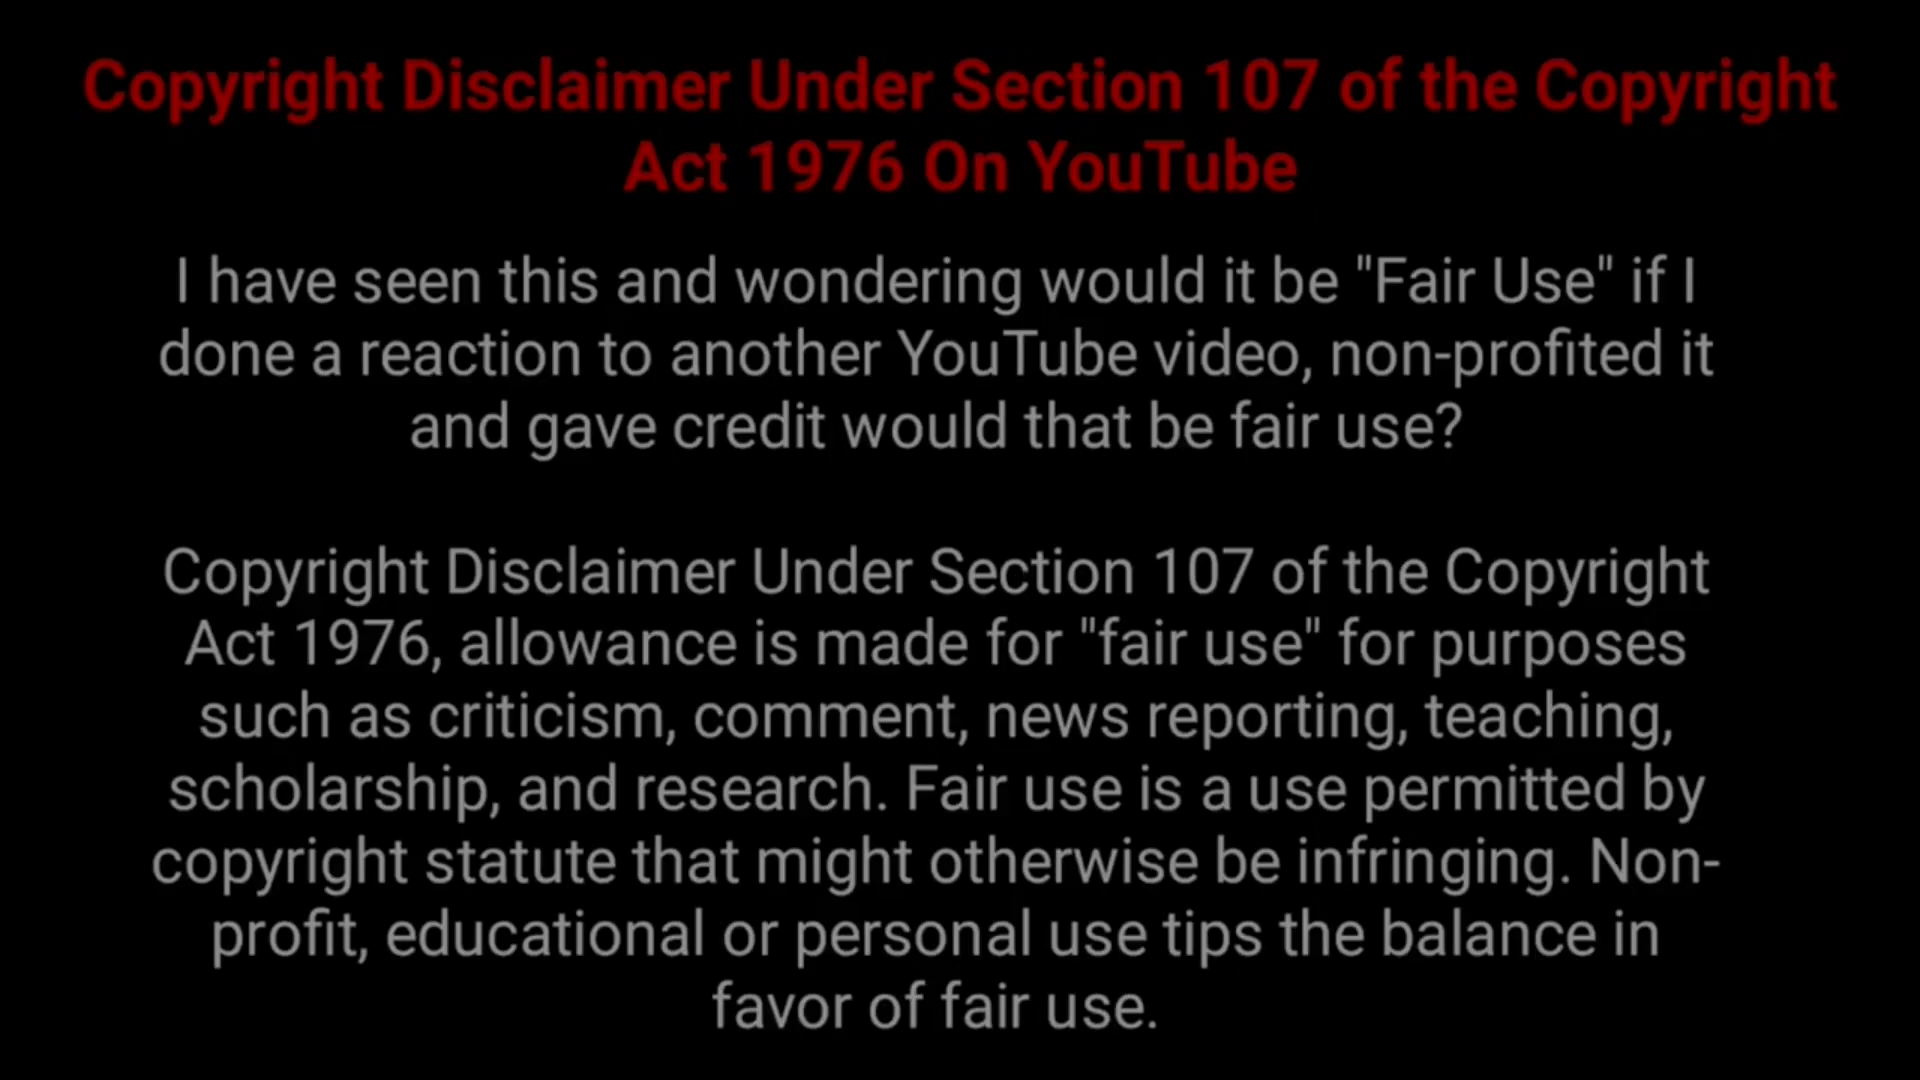 Copyright Disclaimer Under Section 107 of the Copyright
Act 1976 On YouTube
I have seen this and wondering would it be "Fair Use" if I
done a reaction to another YouTube video, non-profited it
and gave credit would that be fair use?
Copyright Disclaimer Under Section 107 of the Copyright
Act 1976, allowance is made for "fair use" for purposes
such as criticism, comment, news reporting, teaching,
scholarship, and research. Fair use is a use permitted by
copyright statute that might otherwise be infringing. Non-
profit, educational or personal use tips the balance in
favor of fair use.